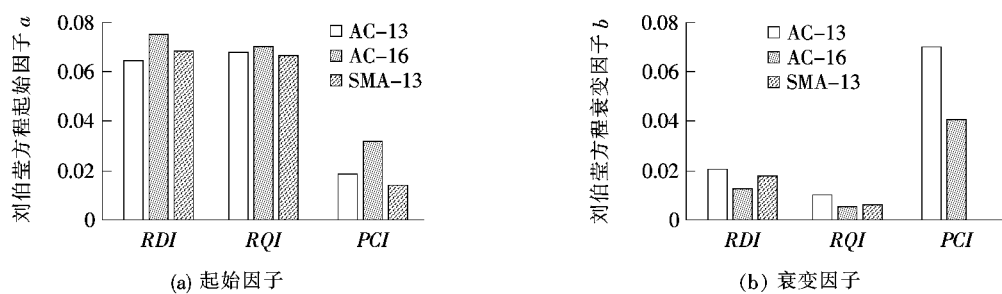 刘伯莹方程起始因子 a
0.08
0.06
0.04
0.02
0
AC-13
AC-16
SMA-13
RDI
RQI
PCI
(a) 起始因子
刘伯莹方程衰变因子 b
0.08
0.06
0.04
0.02
0
AC-13
AC-16
SMA-13
RDI
RQI
PCI
(b) 衰变因子